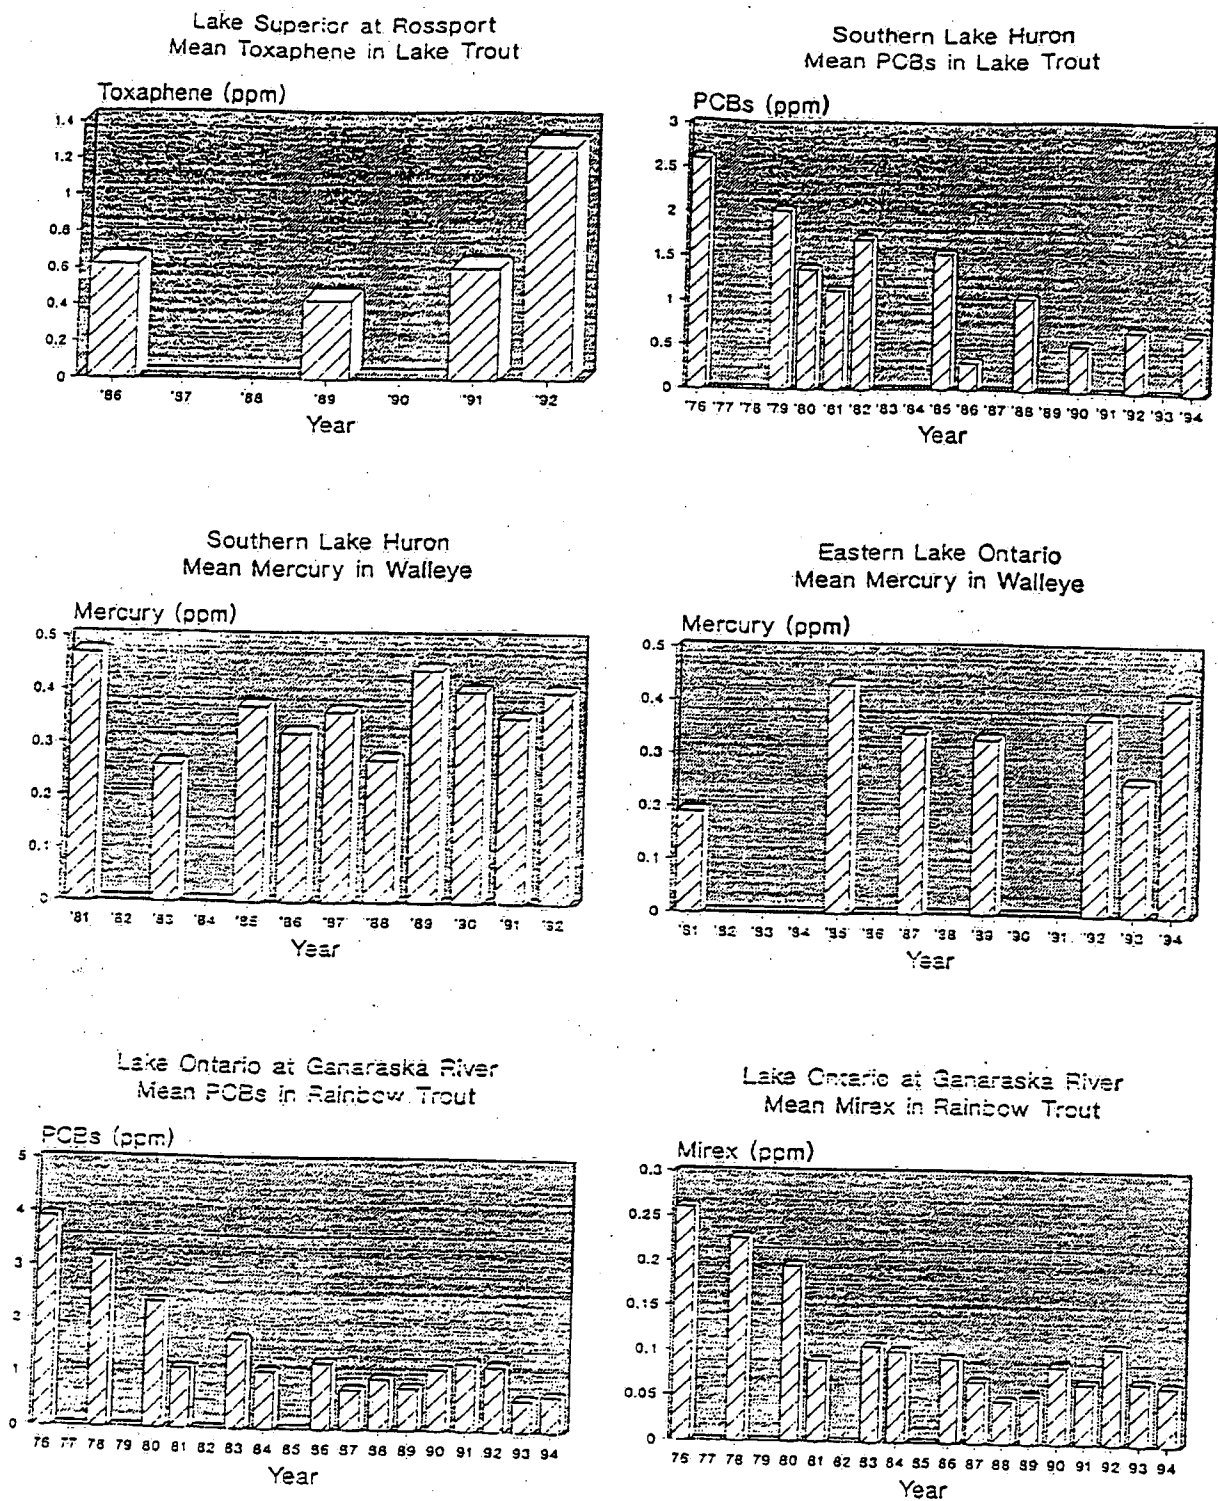 Lake Superior at Rossport
Mean Toxaphene in Lake Trout
Toxaphene (ppm)
1.4
1.2
1
0.8
0.6
0.4
0.2
0
'86 '87 '88 '89 '90 '91 '92
Year
Southern Lake Huron
Mean PCBs in Lake Trout
PCBs (ppm)
3
2.5
2
1.5
1
0.5
0
'76 '77 '78 '79 '80 '81 '82 '83 '84 '85 '86 '87 '88 '89 '90 '91 '92 '93 '94
Year
Southern Lake Huron
Mean Mercury in Walleye
Mercury (ppm)
0.5
0.4
0.3
0.2
0.1
0
'81 '82 '83 '84 '85 '86 '87 '88 '89 '90 '91 '92
Year
Eastern Lake Ontario
Mean Mercury in Walleye
Mercury (ppm)
0.5
0.4
0.3
0.2
0.1
0
'81 '82 '83 '84 '85 '86 '87 '88 '89 '90 '91 '92 '93 '94
Year
Lake Ontario at Ganaraska River
Mean PCBs in Rainbow Trout
PCBs (ppm)
5
4
3
2
1
0
76 77 78 79 80 81 82 83 84 85 86 87 88 89 90 91 92 93 94
Year
Lake Ontario at Ganaraska River
Mean Mirex in Rainbow Trout
Mirex (ppm)
0.3
0.25
0.2
0.15
0.1
0.05
0
76 77 78 79 80 81 82 83 84 85 86 87 88 89 90 91 92 93 94
Year